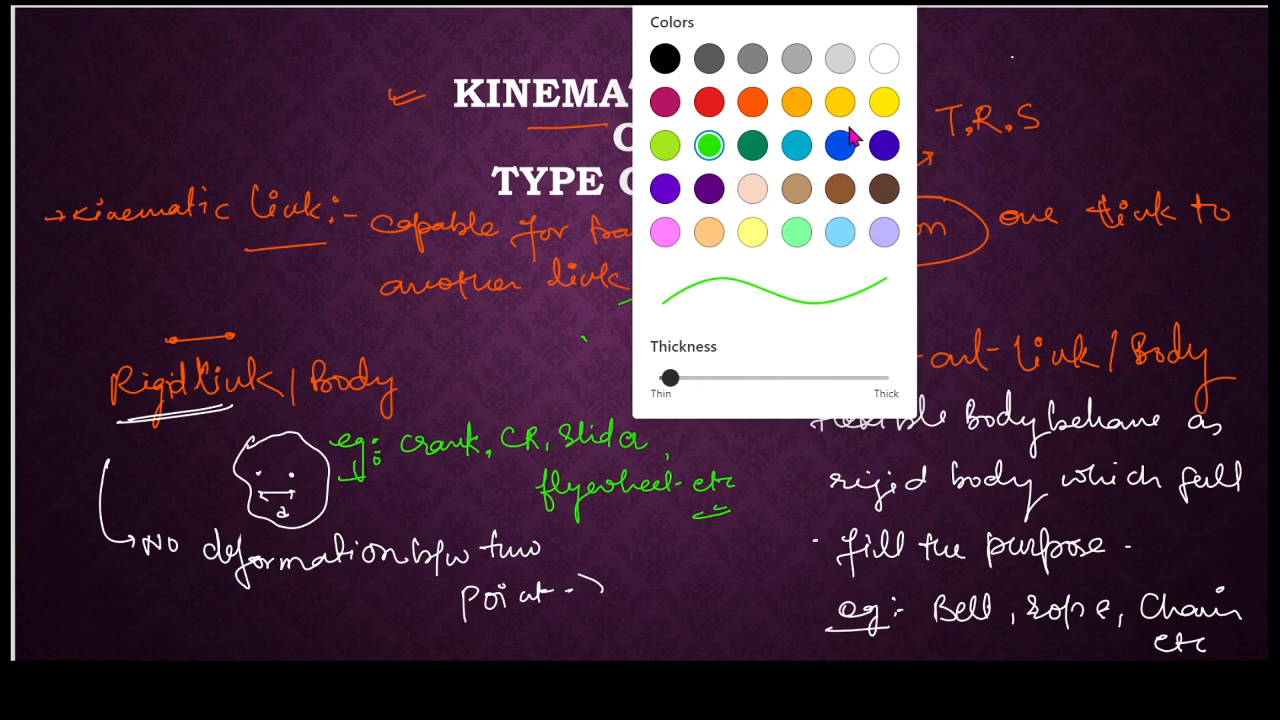 Colors
KINEMA
T,R,S
TYPE
→ Kinematic link:- capable for one link to
another link
Thickness
Thin Thick
Rigid link / Body
link / Body
eg: crank, CR, slider,
flywheel etc
a
→ No deformation b/w two
point.
Body behave as
rigid body which full
fill the purpose.
eg:- Belt, rope, Chain
etc